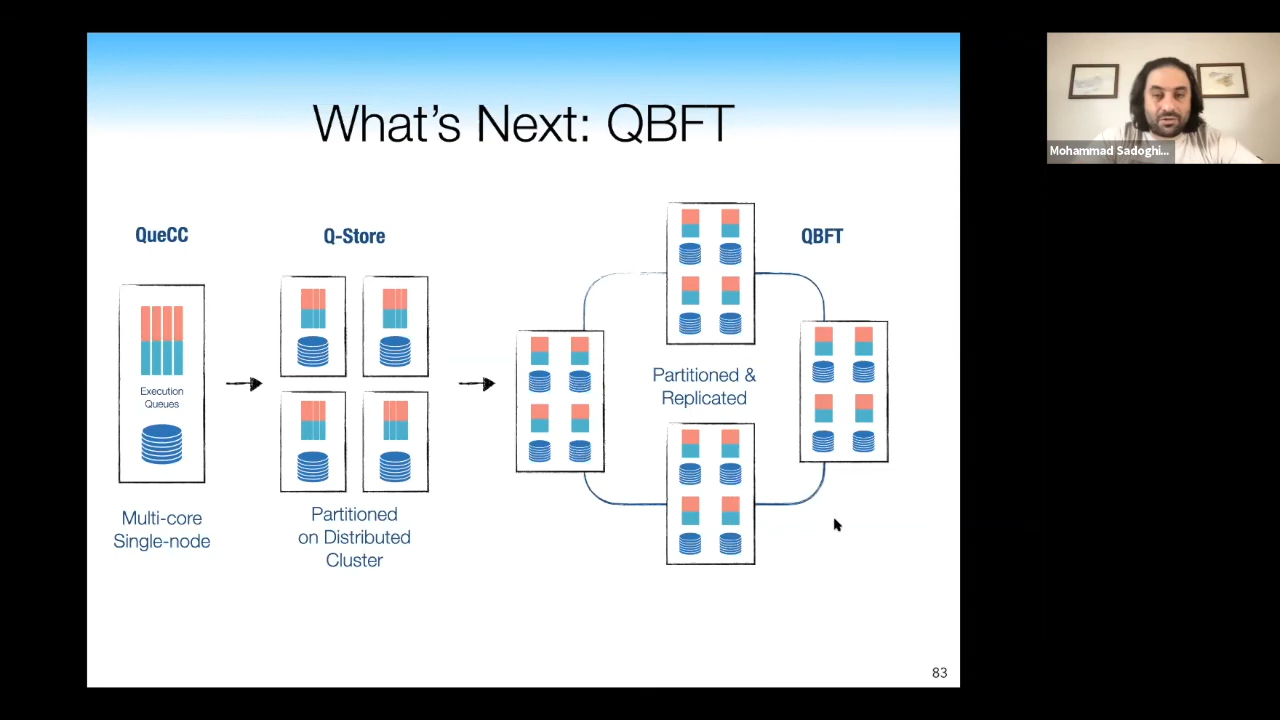 What's Next: QBFT
QueCC
Q-Store
QBFT
Execution
Queues
Partitioned &
Replicated
Multi-core
Single-node
Partitioned
on Distributed
Cluster
83
Mohammad Sadoghi...